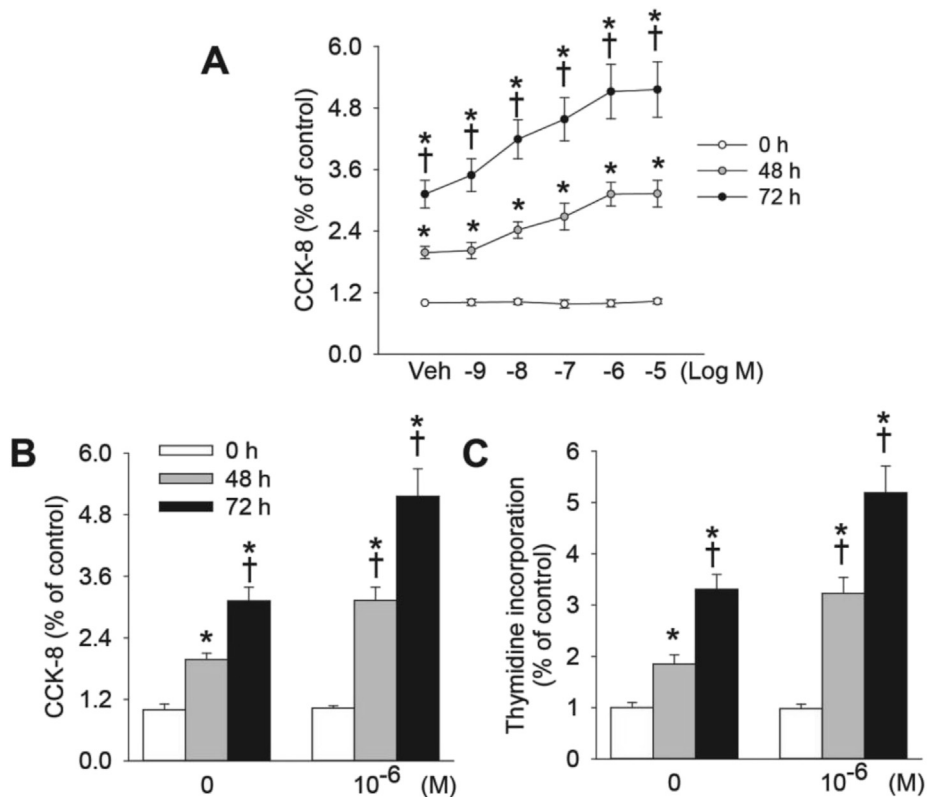 A
CCK-8 (% of control)
6.0
4.8
3.6
2.4
1.2
0.0
* * * * * *
† † † † † †
* * * * * *
0 h
48 h
72 h
Veh -9 -8 -7 -6 -5 (Log M)
B
CCK-8 (% of control)
6.0
4.8
3.6
2.4
1.2
0.0
0 h
48 h
72 h
*
*
†
*
†
*
†
0 10⁻⁶ (M)
C
Thymidine incorporation
(% of control)
6
5
4
3
2
1
0
*
*
†
*
†
*
†
0 10⁻⁶ (M)